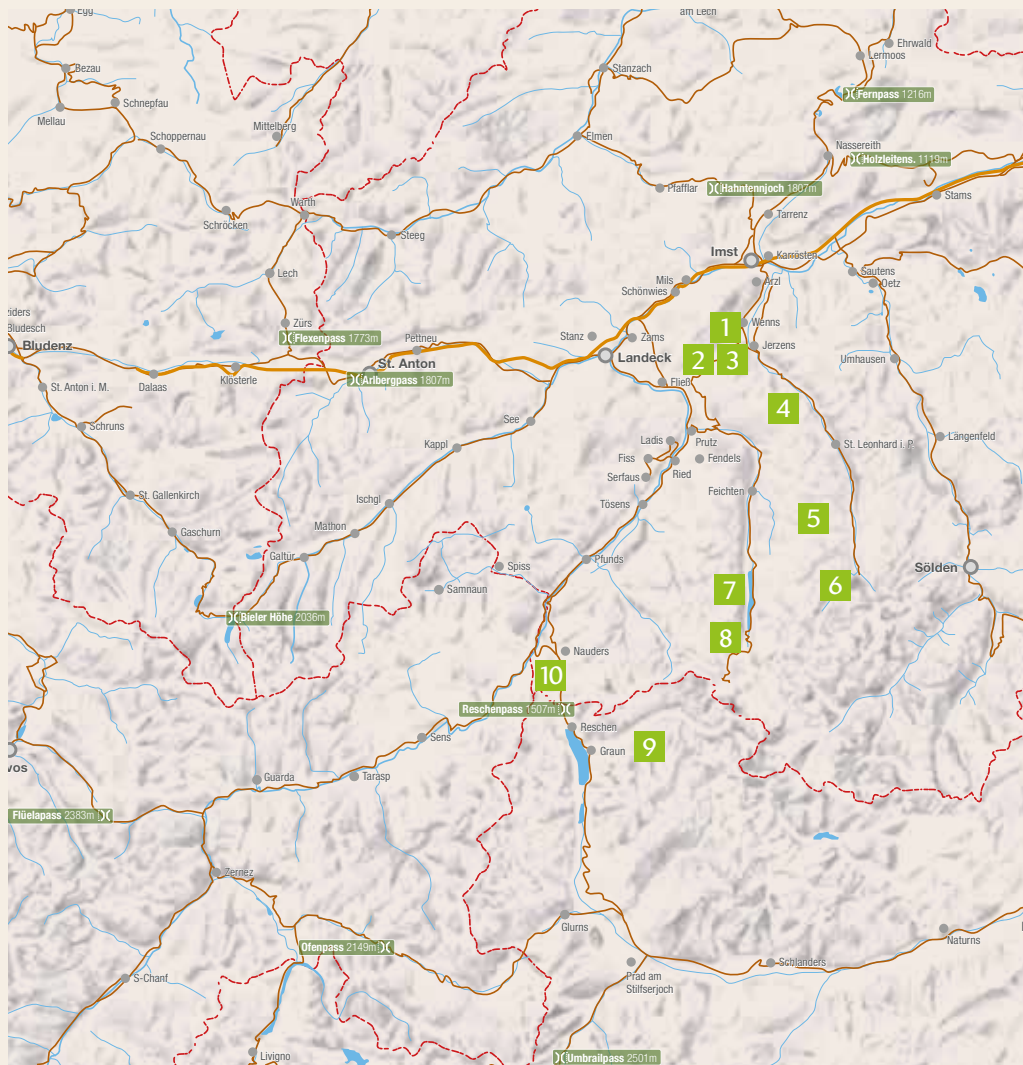 Egg
am Lech
Ehrwald
Lermoos
Bezau
Stanzach
Fernpass 1216m
Schnepfau
Mellau
Mittelberg
Schoppernau
Elmen
Nassereith
Holzleitens. 1119m
Pfafflar
Hahntennjoch 1807m
Stams
Warth
Tarrenz
Schröcken
Steeg
Imst
Karrösten
Lech
Sautens
Mils
Arzl
Oetz
Schönwies
ziders
Zürs
1
Wenns
Bludesch
Flexenpass 1773m
Pettneu
Stanz
Zams
Bludenz
Jerzens
St. Anton
Landeck
2
3
Umhausen
Klösterle
Arlbergpass 1807m
Dalaas
St. Anton i. M.
Fließ
4
Schruns
See
Kappl
Ladis
Prutz
St. Leonhard i. P.
Längenfeld
Fiss
Fendels
Serfaus
Ried
St. Gallenkirch
Ischgl
Tösens
Feichten
5
Mathon
Gaschurn
Galtür
Spiss
Pfunds
Sölden
Samnaun
7
6
Bieler Höhe 2036m
8
Nauders
10
Reschenpass 1507m
Reschen
Sens
9
Graun
vos
Guarda
Tarasp
Flüelapass 2383m
Zernez
Glurns
Naturns
Ofenpass 2149m
Schlanders
S-Chanf
Prad am
Stilfserjoch
Livigno
Umbrailpass 2501m